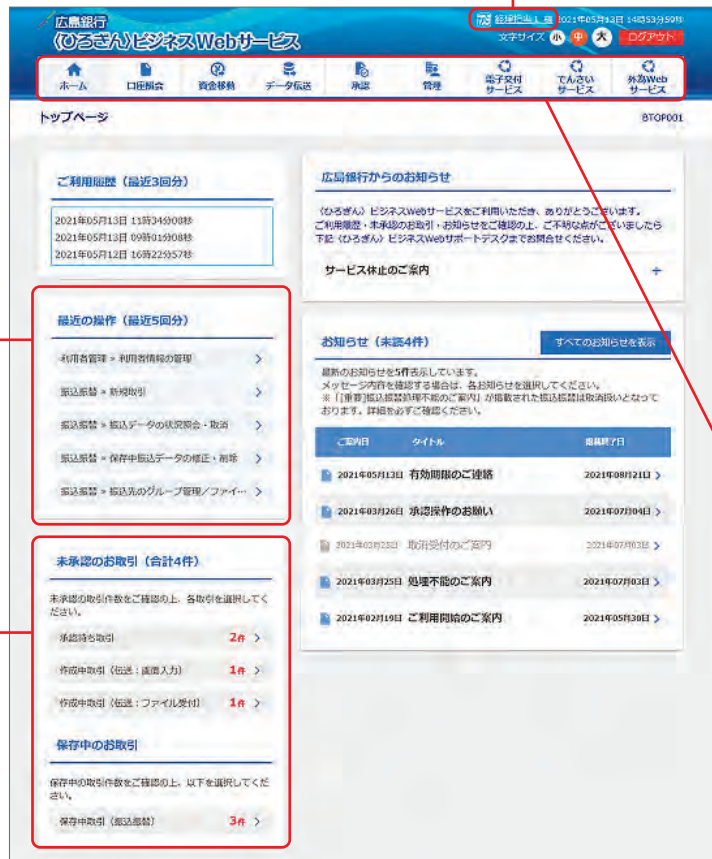 広島銀行
《ひろぎん》ビジネスWebサービス
経理担当1 様 2021年05月13日 14時53分59秒
文字サイズ 小 中 大 ログアウト
ホーム 口座照会 資金移動 データ伝送 承認 管理 電子交付サービス でんさいサービス 外為Webサービス
トップページ
BTOP001
ご利用履歴（最近3回分）
2021年05月13日 11時34分00秒
2021年05月13日 09時01分08秒
2021年05月12日 16時22分57秒
最近の操作（最近5回分）
利用者管理 » 利用者情報の管理
振込振替 » 新規取引
振込振替 » 振込データの状況照会・取消
振込振替 » 保存中振込データの修正・削除
振込振替 » 振込先のグループ管理／ファイ…
未承認のお取引（合計4件）
未承認の取引件数をご確認の上、各取引を選択してく
ださい。
承認待ち取引 2件
作成中取引（伝送：画面入力） 1件
作成中取引（伝送：ファイル受付） 1件
保存中のお取引
保存中の取引件数をご確認の上、以下を選択してくだ
さい。
保存中取引（振込振替） 3件
広島銀行からのお知らせ
《ひろぎん》ビジネスWebサービスをご利用いただき、ありがとうございます。
ご利用履歴・未承認のお取引・お知らせをご確認の上、ご不明な点がございましたら
下記《ひろぎん》ビジネスWebサポートデスクまでお問合せください。
サービス休止のご案内 +
お知らせ（未読4件） すべてのお知らせを表示
最新のお知らせを5件表示しています。
メッセージ内容を確認する場合は、各お知らせを選択してください。
※「[重要]振込振替処理不能のご案内」が掲載された振込振替は取消扱いとなって
おります。詳細を必ずご確認ください。
ご案内日 タイトル 掲載終了日
2021年05月13日 有効期限のご連絡 2021年08月21日
2021年03月26日 承認操作のお願い 2021年07月04日
2021年03月25日 取消受付のご案内 2021年07月03日
2021年03月25日 処理不能のご案内 2021年07月03日
2021年02月19日 ご利用開始のご案内 2021年05月30日